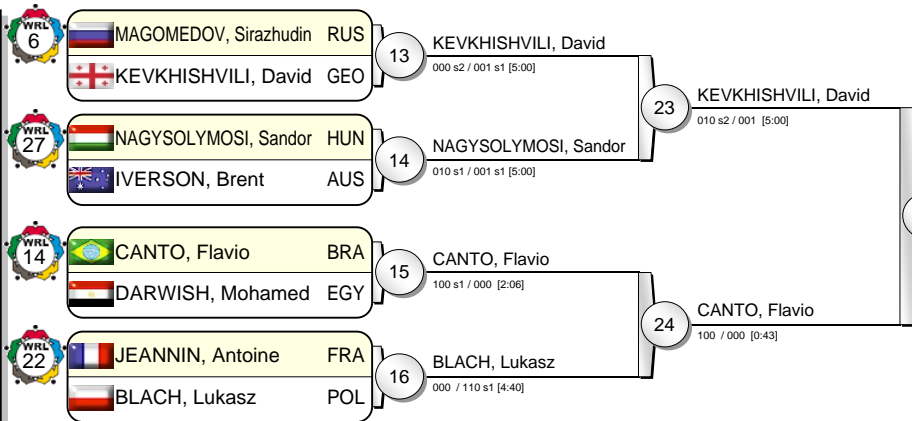 WRL
6
MAGOMEDOV, Sirazhudin RUS
KEVKHISHVILI, David GEO
13
KEVKHISHVILI, David
000 s2 / 001 s1 [5:00]
WRL
27
NAGYSOLYMOSI, Sandor HUN
IVERSON, Brent AUS
14
NAGYSOLYMOSI, Sandor
010 s1 / 001 s1 [5:00]
23
KEVKHISHVILI, David
010 s2 / 001 [5:00]
WRL
14
CANTO, Flavio BRA
DARWISH, Mohamed EGY
15
CANTO, Flavio
100 s1 / 000 [2:06]
WRL
22
JEANNIN, Antoine FRA
BLACH, Lukasz POL
16
BLACH, Lukasz
000 / 110 s1 [4:40]
24
CANTO, Flavio
100 / 000 [0:43]